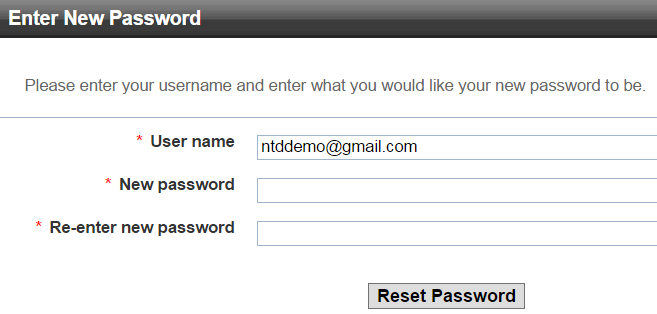 Enter New Password
Please enter your username and enter what you would like your new password to be.
* User name
ntddemo@gmail.com
* New password
* Re-enter new password
Reset Password